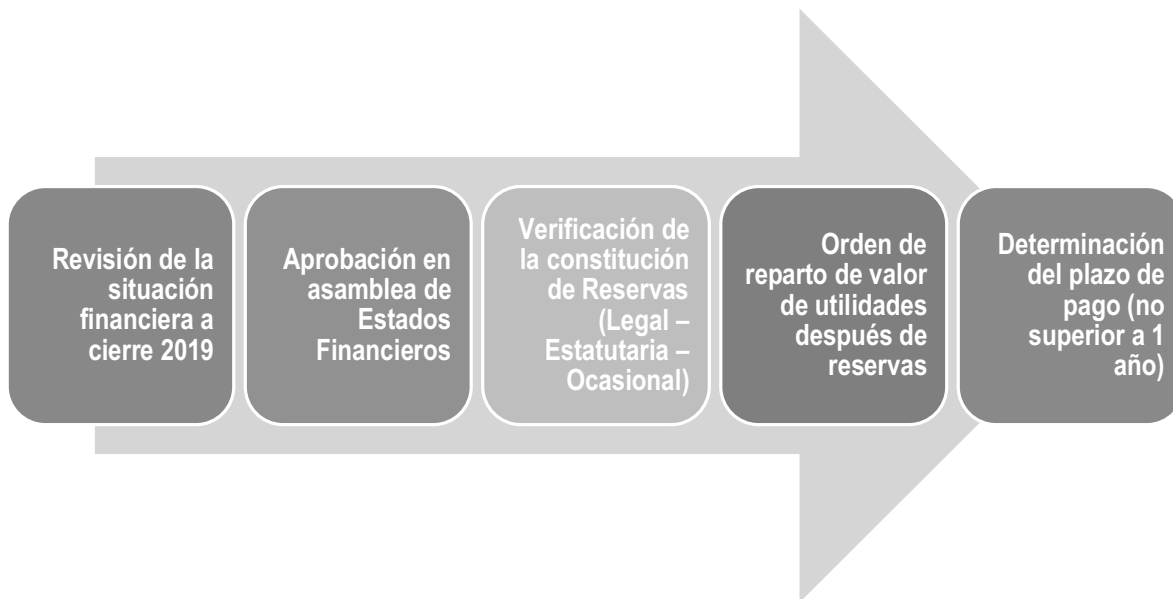 Revisión de la
situación
financiera a
cierre 2019
Aprobación en
asamblea de
Estados
Financieros
Verificación de
la constitución
de Reservas
(Legal –
Estatutaria –
Ocasional)
Orden de
reparto de valor
de utilidades
después de
reservas
Determinación
del plazo de
pago (no
superior a 1
año)